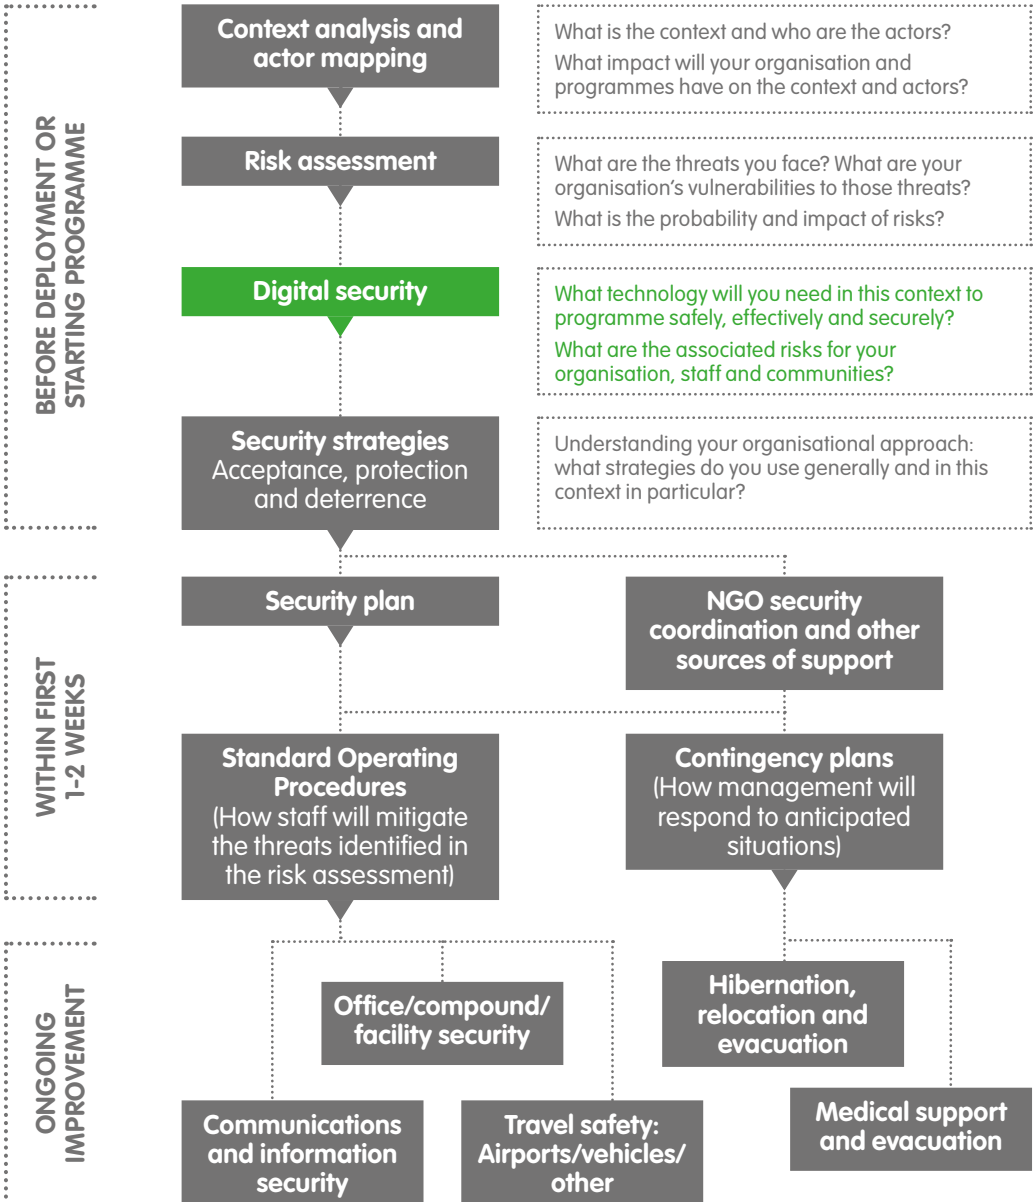 BEFORE DEPLOYMENT OR
STARTING PROGRAMME
Context analysis and
actor mapping
What is the context and who are the actors?
What impact will your organisation and
programmes have on the context and actors?
Risk assessment
What are the threats you face? What are your
organisation’s vulnerabilities to those threats?
What is the probability and impact of risks?
Digital security
What technology will you need in this context to
programme safely, effectively and securely?
What are the associated risks for your
organisation, staff and communities?
Security strategies
Acceptance, protection
and deterrence
Understanding your organisational approach:
what strategies do you use generally and in this
context in particular?
WITHIN FIRST
1-2 WEEKS
Security plan
NGO security
coordination and other
sources of support
Standard Operating
Procedures
(How staff will mitigate
the threats identified in
the risk assessment)
Contingency plans
(How management will
respond to anticipated
situations)
ONGOING
IMPROVEMENT
Office/compound/
facility security
Hibernation,
relocation and
evacuation
Communications
and information
security
Travel safety:
Airports/vehicles/
other
Medical support
and evacuation